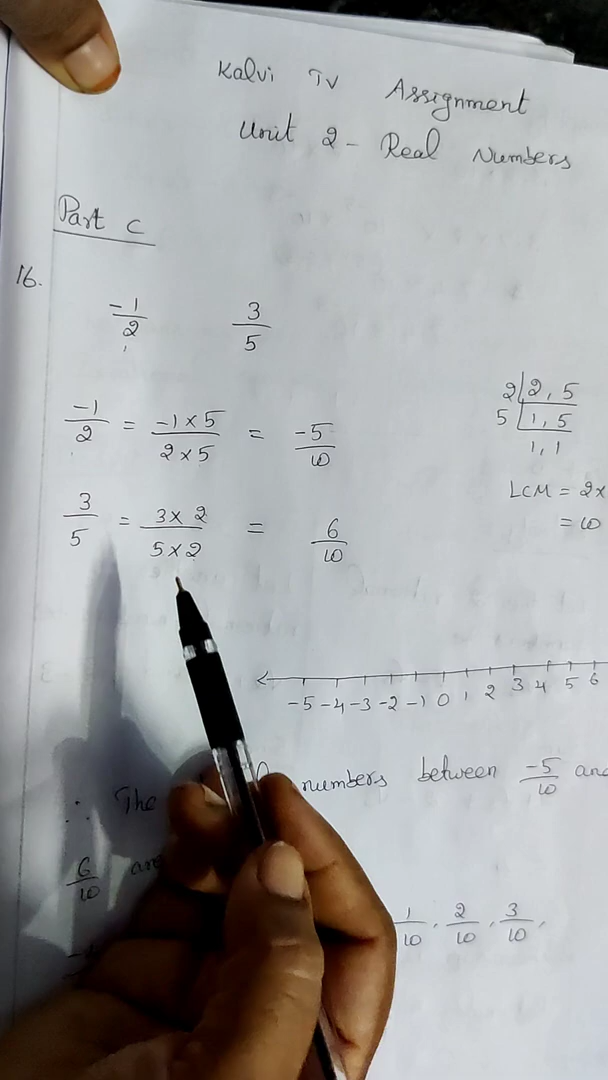 Kalvi TV Assignment
Unit 2 - Real Numbers
Part C
16.
-1/2 3/5
2 | 2, 5
5 | 1, 5
1, 1
-1/2 = -1 × 5 / 2 × 5 = -5/10
LCM = 2×
= 10
3/5 = 3 × 2 / 5 × 2 = 6/10
-5 -4 -3 -2 -1 0 1 2 3 4 5 6
∴ The numbers between -5/10 and
6/10 are
1/10, 2/10, 3/10,